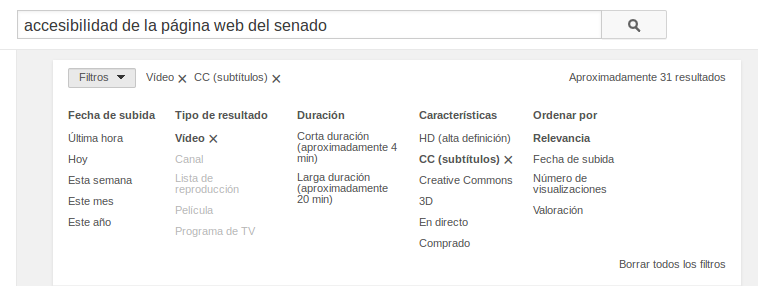 accesibilidad de la página web del senado
Filtros Vídeo CC (subtítulos) Aproximadamente 31 resultados
Fecha de subida
Última hora
Hoy
Esta semana
Este mes
Este año
Tipo de resultado
Vídeo
Canal
Lista de
reproducción
Película
Programa de TV
Duración
Corta duración
(aproximadamente 4
min)
Larga duración
(aproximadamente
20 min)
Características
HD (alta definición)
CC (subtítulos)
Creative Commons
3D
En directo
Comprado
Ordenar por
Relevancia
Fecha de subida
Número de
visualizaciones
Valoración
Borrar todos los filtros